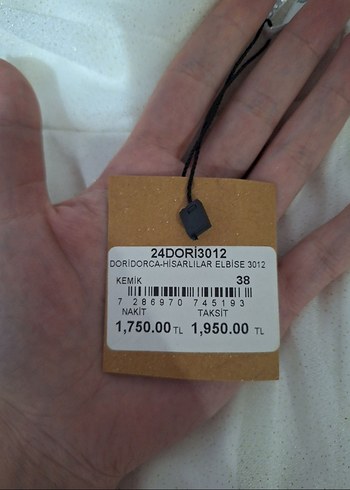 24DORİ3012
DORİDORCA-HİSARLILAR ELBİSE 3012
KEMİK 38
7 286970 745193
NAKİT TAKSİT
1,750.00 TL 1,950.00 TL